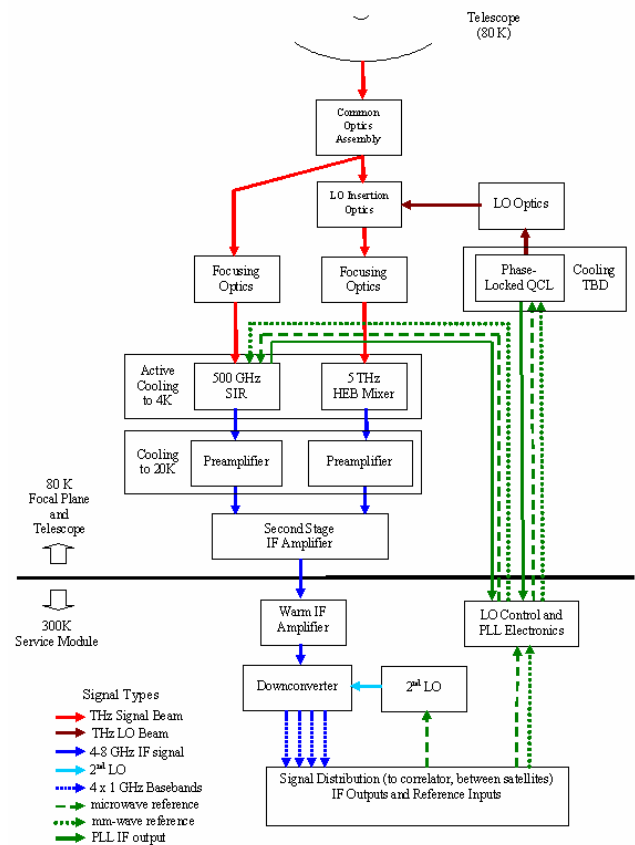 Telescope
(80 K)
Common
Optics
Assembly
LO Insertion
Optics
LO Optics
Focusing
Optics
Focusing
Optics
Phase-
Locked QCL
Cooling
TBD
Active
Cooling
to 4K
500 GHz
SIR
5 THz
HEB Mixer
Cooling
to 20K
Preamplifier
Preamplifier
80 K
Focal Plane
and
Telescope
Second Stage
IF Amplifier
300K
Service Module
Warm IF
Amplifier
LO Control and
PLL Electronics
Downconverter
2nd LO
Signal Types
THz Signal Beam
THz LO Beam
4-8 GHz IF signal
2nd LO
4 x 1 GHz Basebands
microwave reference
mm-wave reference
PLL IF output
Signal Distribution (to correlator, between satellites)
IF Outputs and Reference Inputs